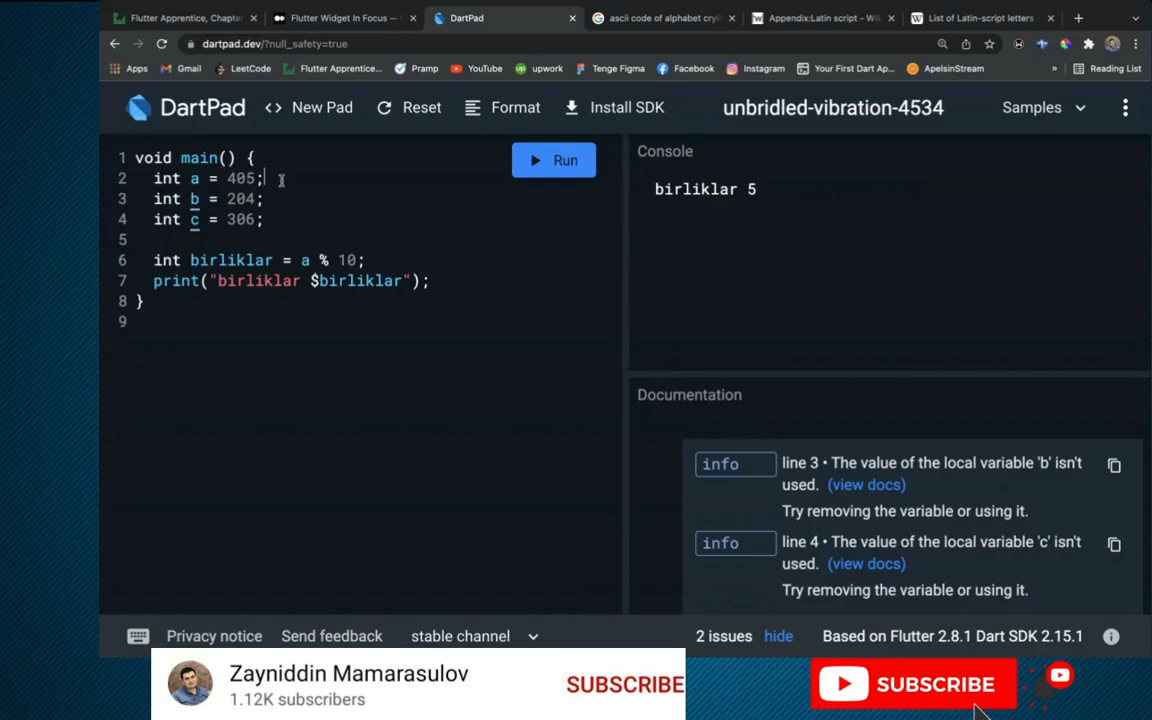 Flutter Apprentice, Chapter
Flutter Widget In Focus — C
DartPad
ascii code of alphabet cryil
Appendix:Latin script - Wik
List of Latin-script letters
dartpad.dev/?null_safety=true
Apps
Gmail
LeetCode
Flutter Apprentice...
Pramp
YouTube
upwork
Tenge Figma
Facebook
Instagram
Your First Dart Ap...
ApelsinStream
»
Reading List
DartPad
<> New Pad
Reset
Format
Install SDK
unbridled-vibration-4534
Samples
1 void main() {
2 int a = 405;
3 int b = 204;
4 int c = 306;
5
6 int birliklar = a % 10;
7 print("birliklar $birliklar");
8 }
9
Run
Console
birliklar 5
Documentation
info
line 3 • The value of the local variable 'b' isn't
used. (view docs)
Try removing the variable or using it.
info
line 4 • The value of the local variable 'c' isn't
used. (view docs)
Try removing the variable or using it.
Privacy notice
Send feedback
stable channel
2 issues
hide
Based on Flutter 2.8.1 Dart SDK 2.15.1
Zayniddin Mamarasulov
1.12K subscribers
SUBSCRIBE
SUBSCRIBE